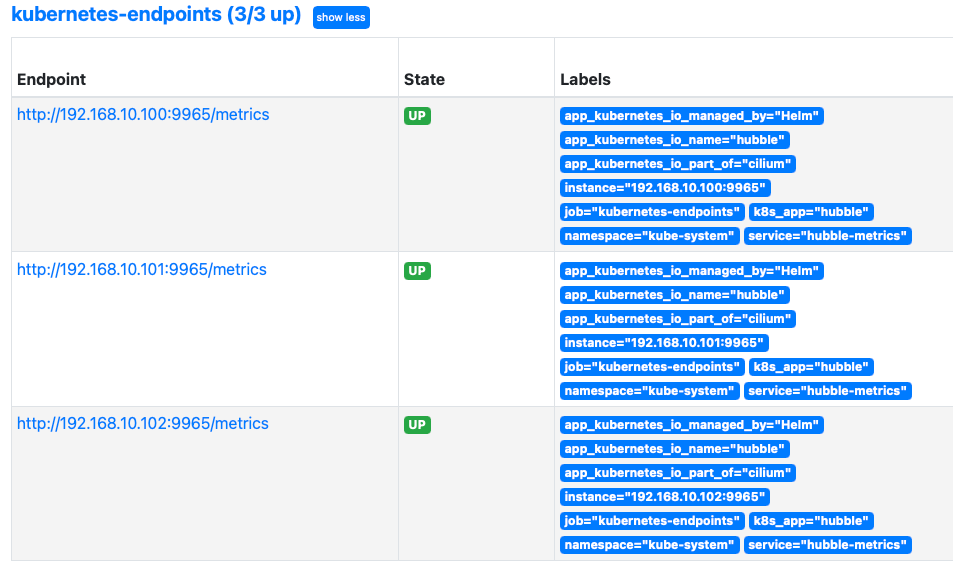 kubernetes-endpoints (3/3 up) show less
Endpoint State Labels
http://192.168.10.100:9965/metrics UP app_kubernetes_io_managed_by="Helm"
app_kubernetes_io_name="hubble"
app_kubernetes_io_part_of="cilium"
instance="192.168.10.100:9965"
job="kubernetes-endpoints" k8s_app="hubble"
namespace="kube-system" service="hubble-metrics"
http://192.168.10.101:9965/metrics UP app_kubernetes_io_managed_by="Helm"
app_kubernetes_io_name="hubble"
app_kubernetes_io_part_of="cilium"
instance="192.168.10.101:9965"
job="kubernetes-endpoints" k8s_app="hubble"
namespace="kube-system" service="hubble-metrics"
http://192.168.10.102:9965/metrics UP app_kubernetes_io_managed_by="Helm"
app_kubernetes_io_name="hubble"
app_kubernetes_io_part_of="cilium"
instance="192.168.10.102:9965"
job="kubernetes-endpoints" k8s_app="hubble"
namespace="kube-system" service="hubble-metrics"